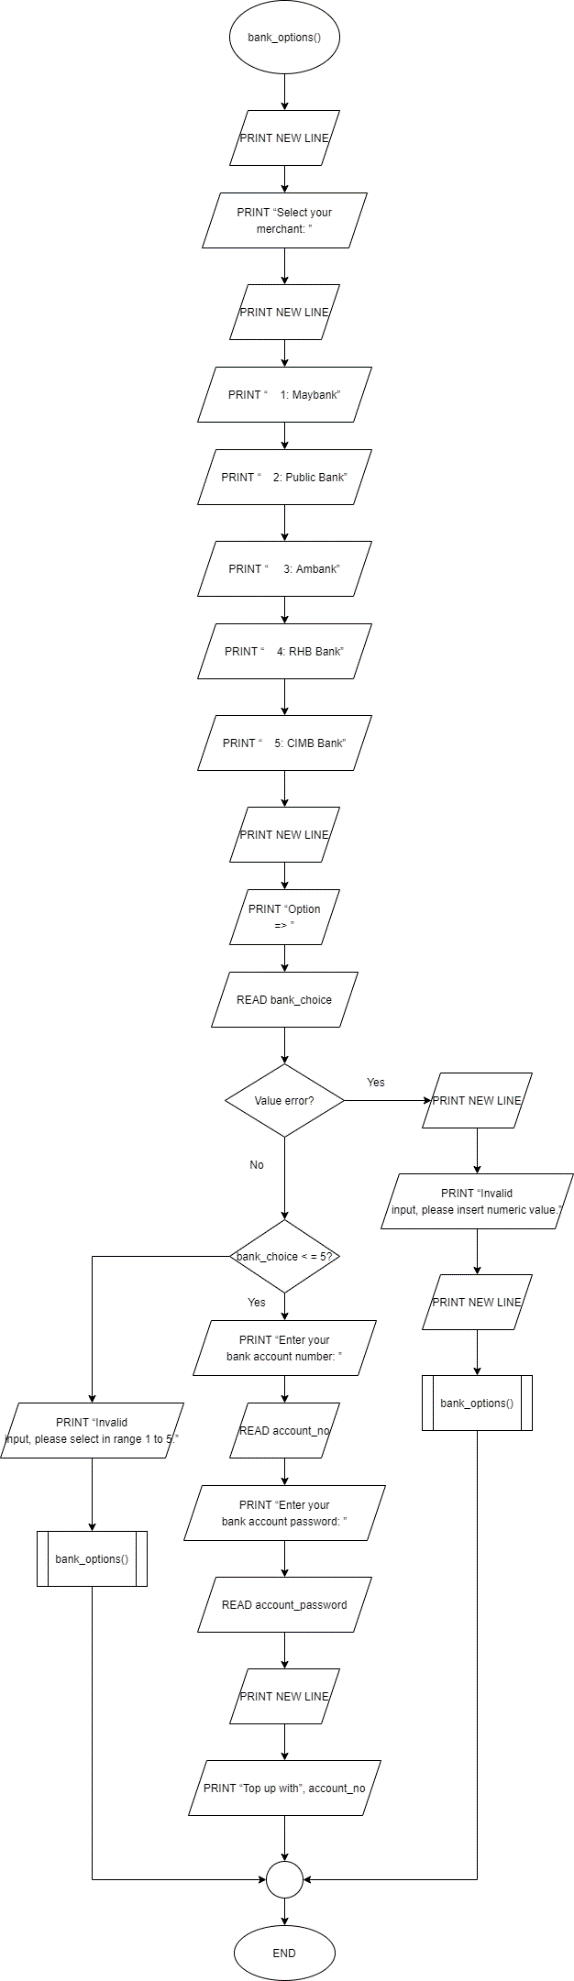 bank_options()
PRINT NEW LINE
PRINT “Select your
merchant: ”
PRINT NEW LINE
PRINT “    1: Maybank”
PRINT “    2: Public Bank”
PRINT “    3: Ambank”
PRINT “    4: RHB Bank”
PRINT “    5: CIMB Bank”
PRINT NEW LINE
PRINT “Option
=> ”
READ bank_choice
Value error?
Yes
PRINT NEW LINE
PRINT “Invalid
input, please insert numeric value.”
PRINT NEW LINE
bank_options()
No
bank_choice < = 5?
Yes
PRINT “Enter your
bank account number: ”
READ account_no
PRINT “Enter your
bank account password: ”
READ account_password
PRINT NEW LINE
PRINT “Top up with”, account_no
PRINT “Invalid
input, please select in range 1 to 5.”
bank_options()
END